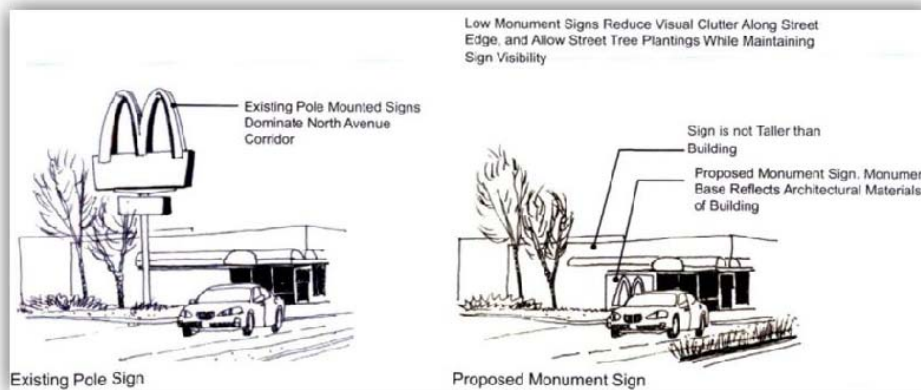 Low Monument Signs Reduce Visual Clutter Along Street
Edge, and Allow Street Tree Plantings While Maintaining
Sign Visibility
Existing Pole Mounted Signs
Dominate North Avenue
Corridor
Sign is not Taller than
Building
Proposed Monument Sign. Monumen
Base Reflects Architectural Materials
of Building
Existing Pole Sign
Proposed Monument Sign